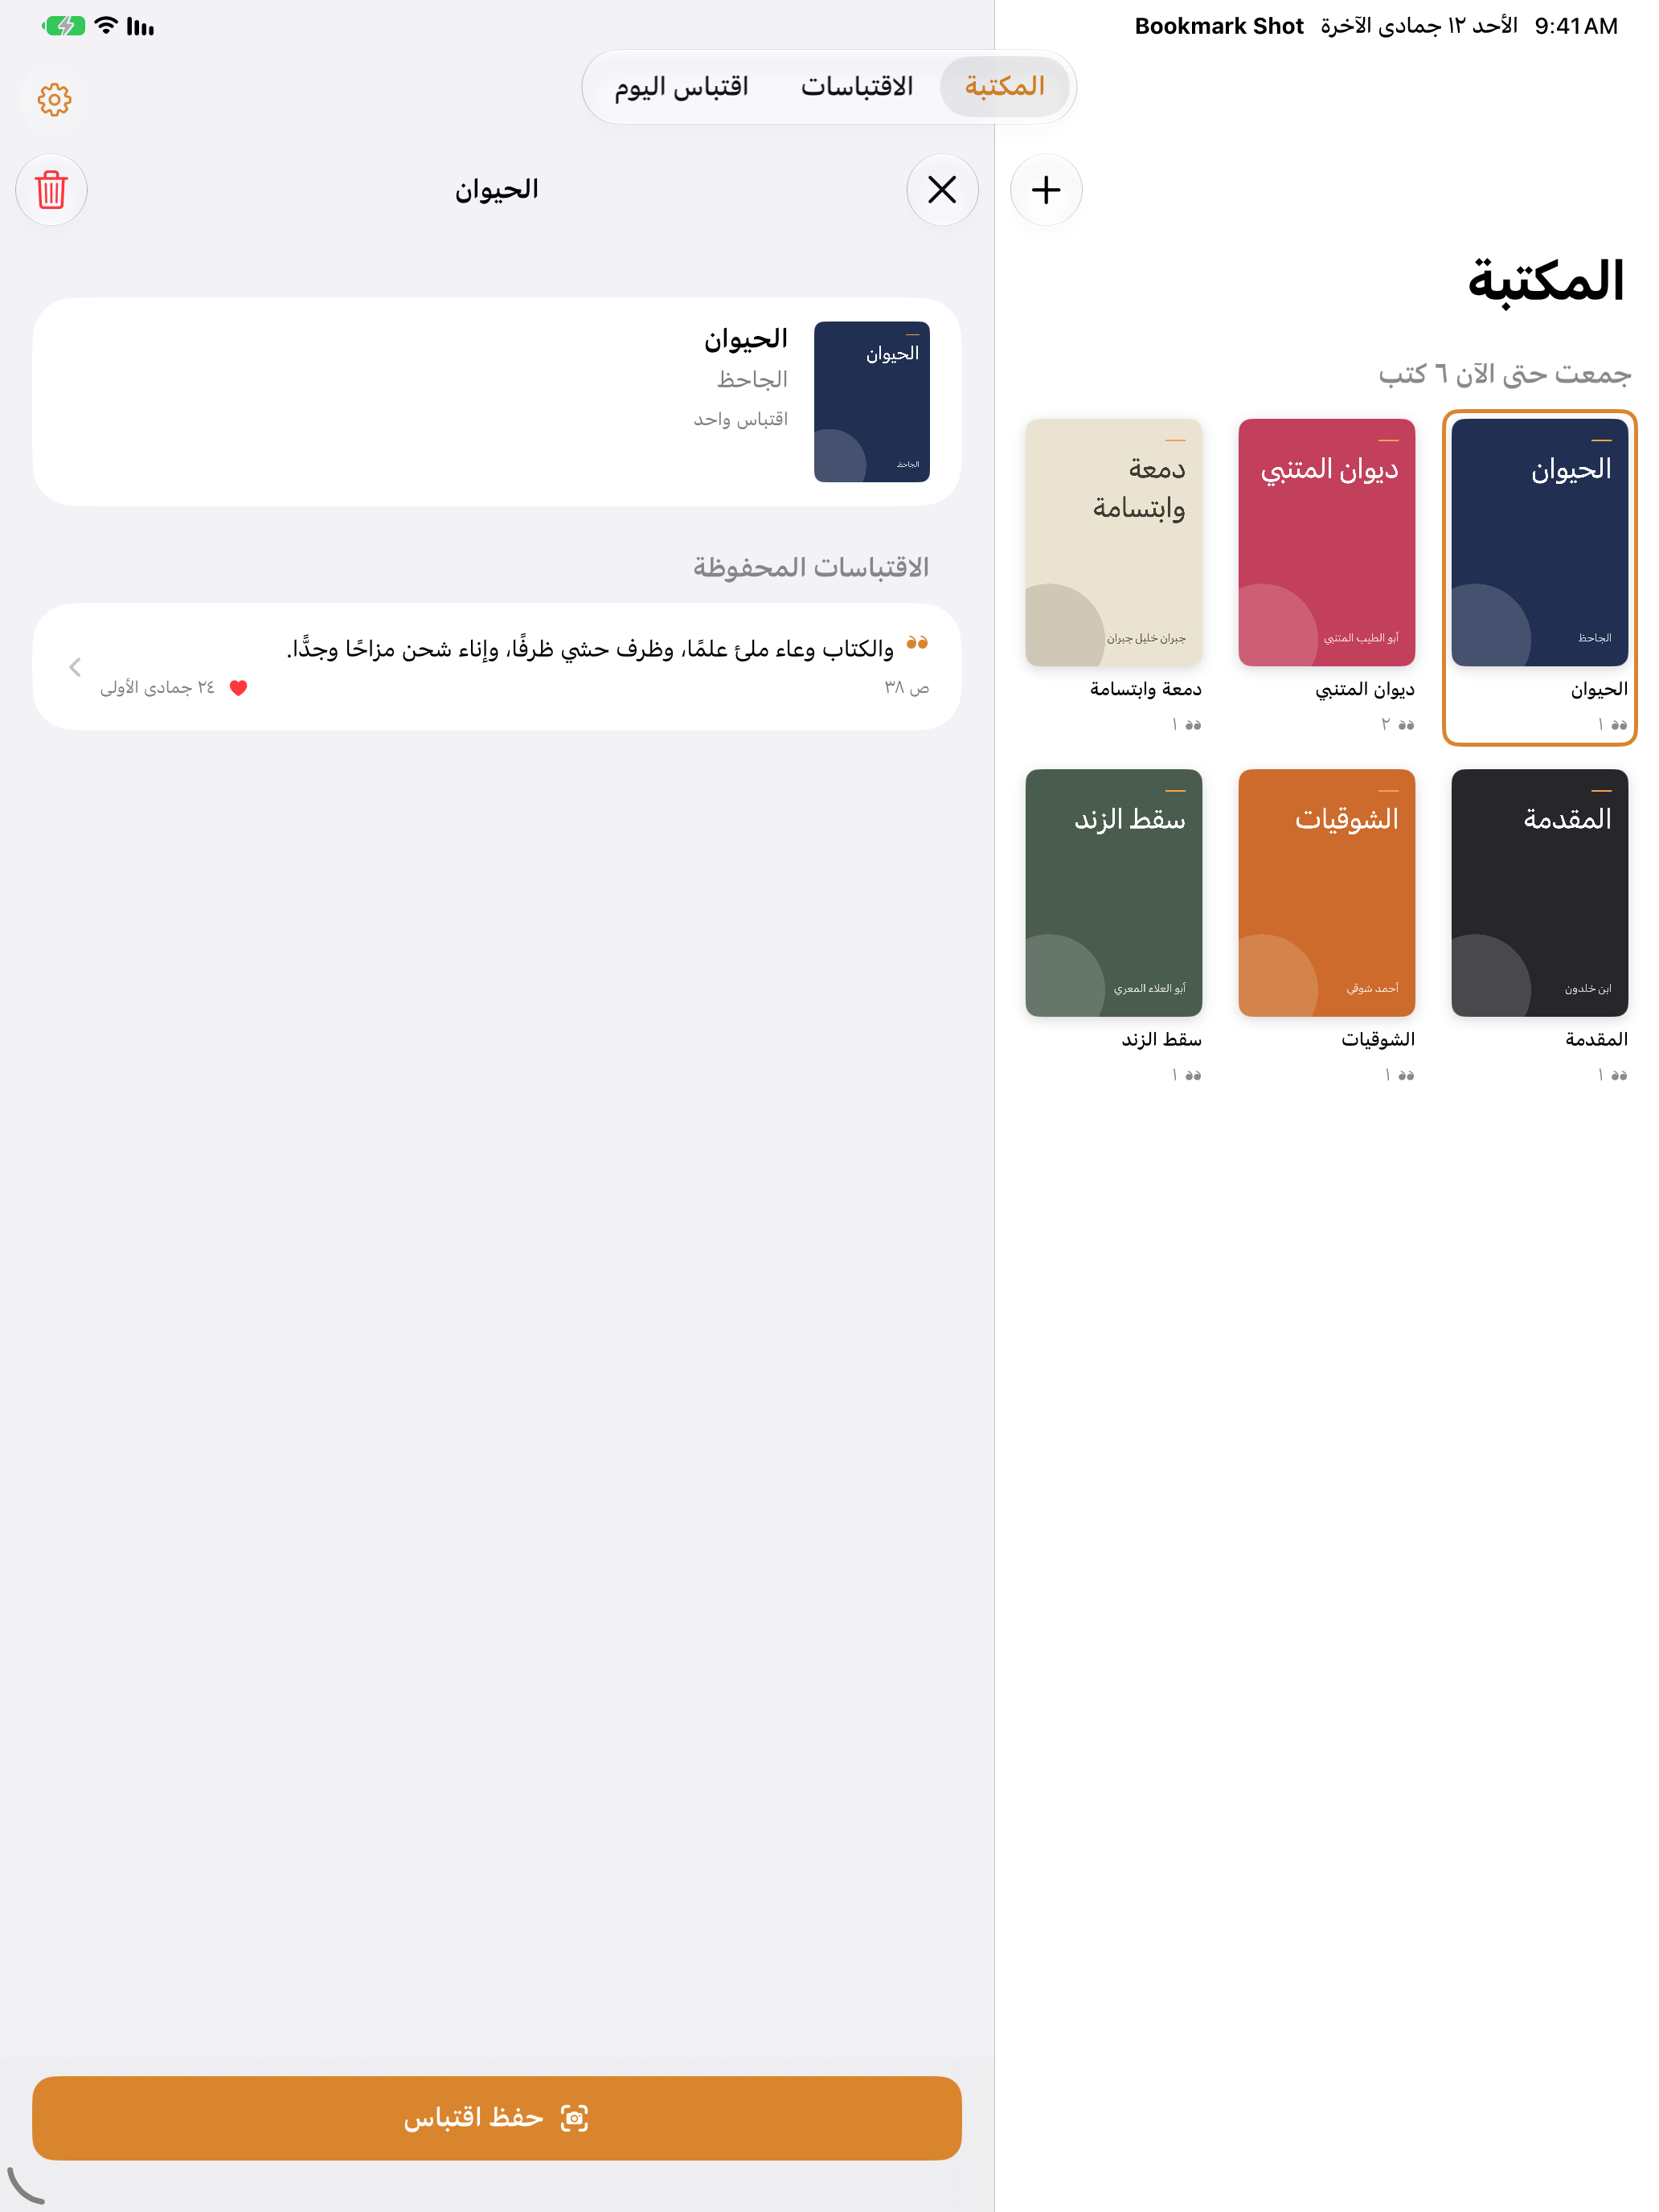 9:41 AM الأحد ١٢ جمادى الآخرة Bookmark Shot
المكتبة الاقتباسات اقتباس اليوم
المكتبة
جمعت حتى الآن ٦ كتب
الحيوان
الجاحظ
الحيوان
١
ديوان المتنبي
أبو الطيب المتنبي
ديوان المتنبي
٢
دمعة
وابتسامة
جبران خليل جبران
دمعة وابتسامة
١
المقدمة
ابن خلدون
المقدمة
١
الشوقيات
أحمد شوقي
الشوقيات
١
سقط الزند
أبو العلاء المعري
سقط الزند
١
الحيوان
الحيوان
الجاحظ
الحيوان
الجاحظ
اقتباس واحد
الاقتباسات المحفوظة
والكتاب وعاء ملئ علمًا، وظرف حشي ظرفًا، وإناء شحن مزاحًا وجدًّا.
ص ٣٨
٢٤ جمادى الأولى
حفظ اقتباس